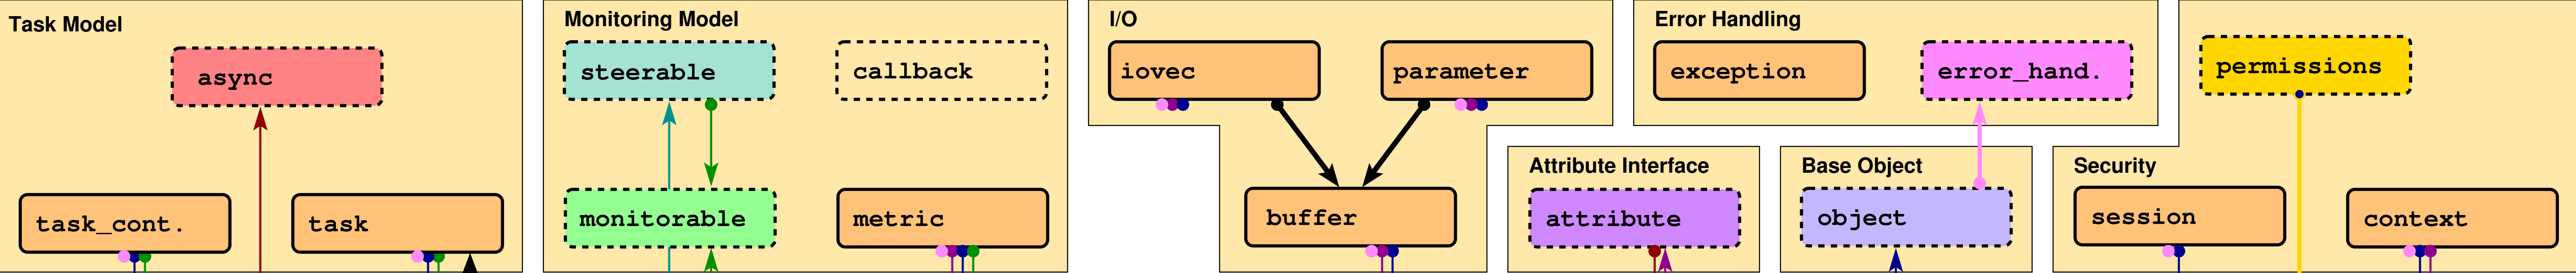 Task Model
async
task_cont.
task
Monitoring Model
steerable
callback
monitorable
metric
I/O
iovec
parameter
buffer
Error Handling
exception
error_hand.
Attribute Interface
attribute
Base Object
object
permissions
Security
session
context